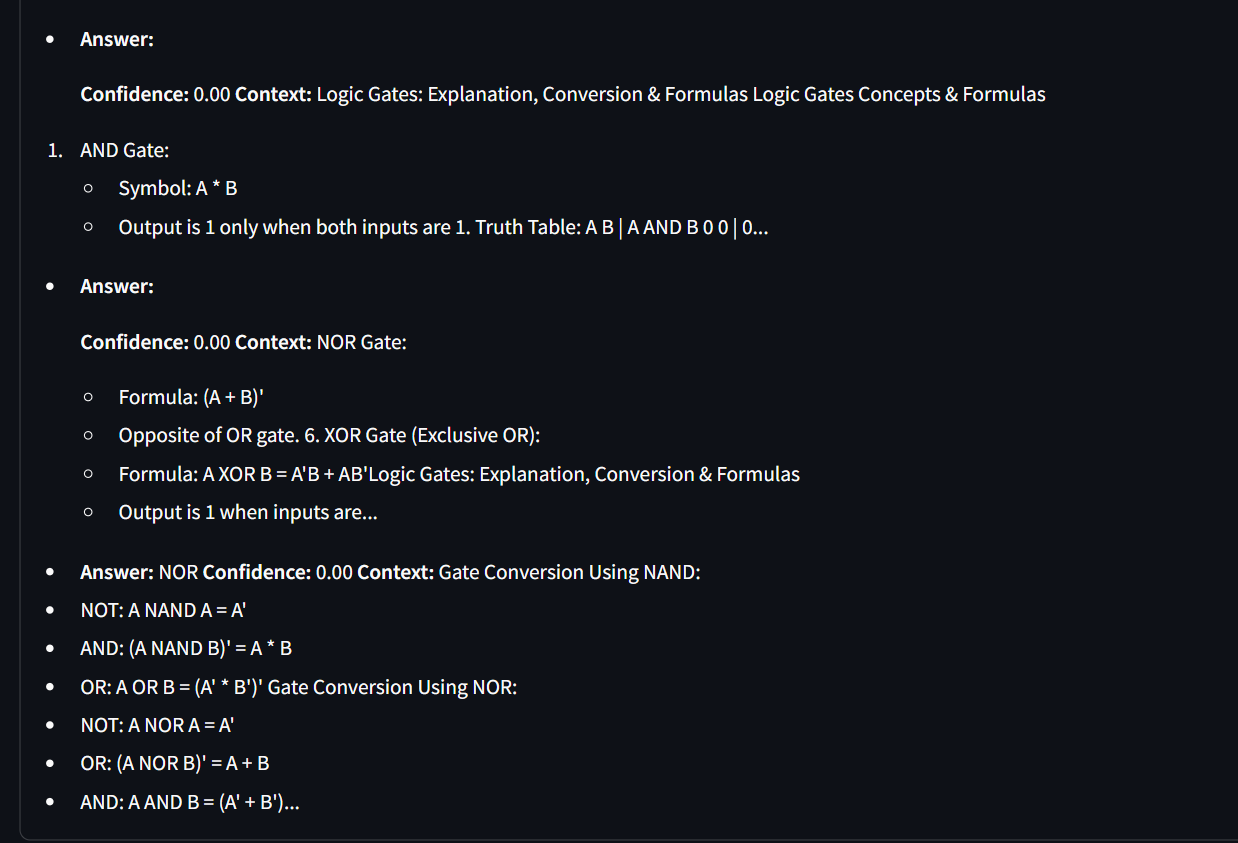 Answer:
Confidence: 0.00 Context: Logic Gates: Explanation, Conversion & Formulas Logic Gates Concepts & Formulas
1. AND Gate:
Symbol: A * B
Output is 1 only when both inputs are 1. Truth Table: A B | A AND B 0 0 | 0...
Answer:
Confidence: 0.00 Context: NOR Gate:
Formula: (A + B)'
Opposite of OR gate. 6. XOR Gate (Exclusive OR):
Formula: A XOR B = A'B + AB'Logic Gates: Explanation, Conversion & Formulas
Output is 1 when inputs are...
Answer: NOR Confidence: 0.00 Context: Gate Conversion Using NAND:
NOT: A NAND A = A'
AND: (A NAND B)' = A * B
OR: A OR B = (A' * B')' Gate Conversion Using NOR:
NOT: A NOR A = A'
OR: (A NOR B)' = A + B
AND: A AND B = (A' + B')...